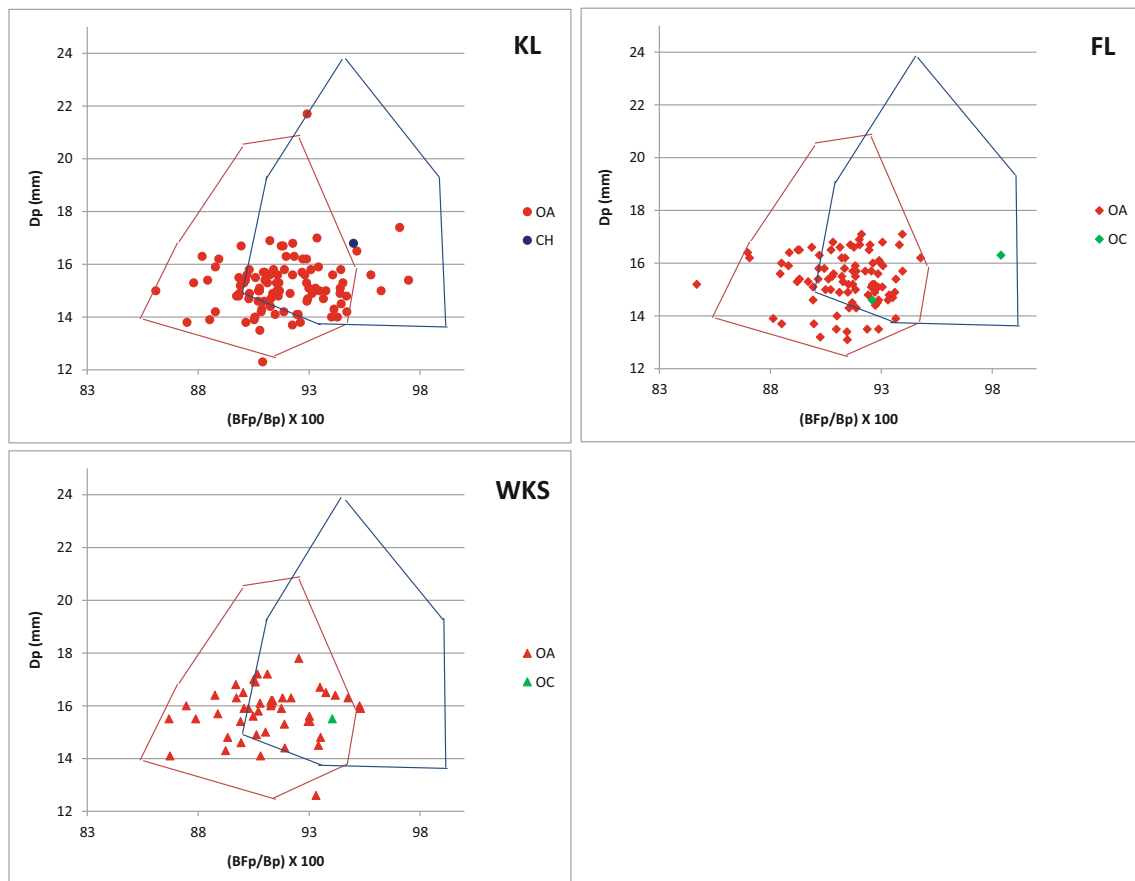 KL
24
22
20
18
16
14
12
Dp (mm)
83 88 93 98
(BFp/Bp) X 100
OA
CH
FL
24
22
20
18
16
14
12
Dp (mm)
83 88 93 98
(BFp/Bp) X 100
OA
OC
WKS
24
22
20
18
16
14
12
Dp (mm)
83 88 93 98
(BFp/Bp) X 100
OA
OC